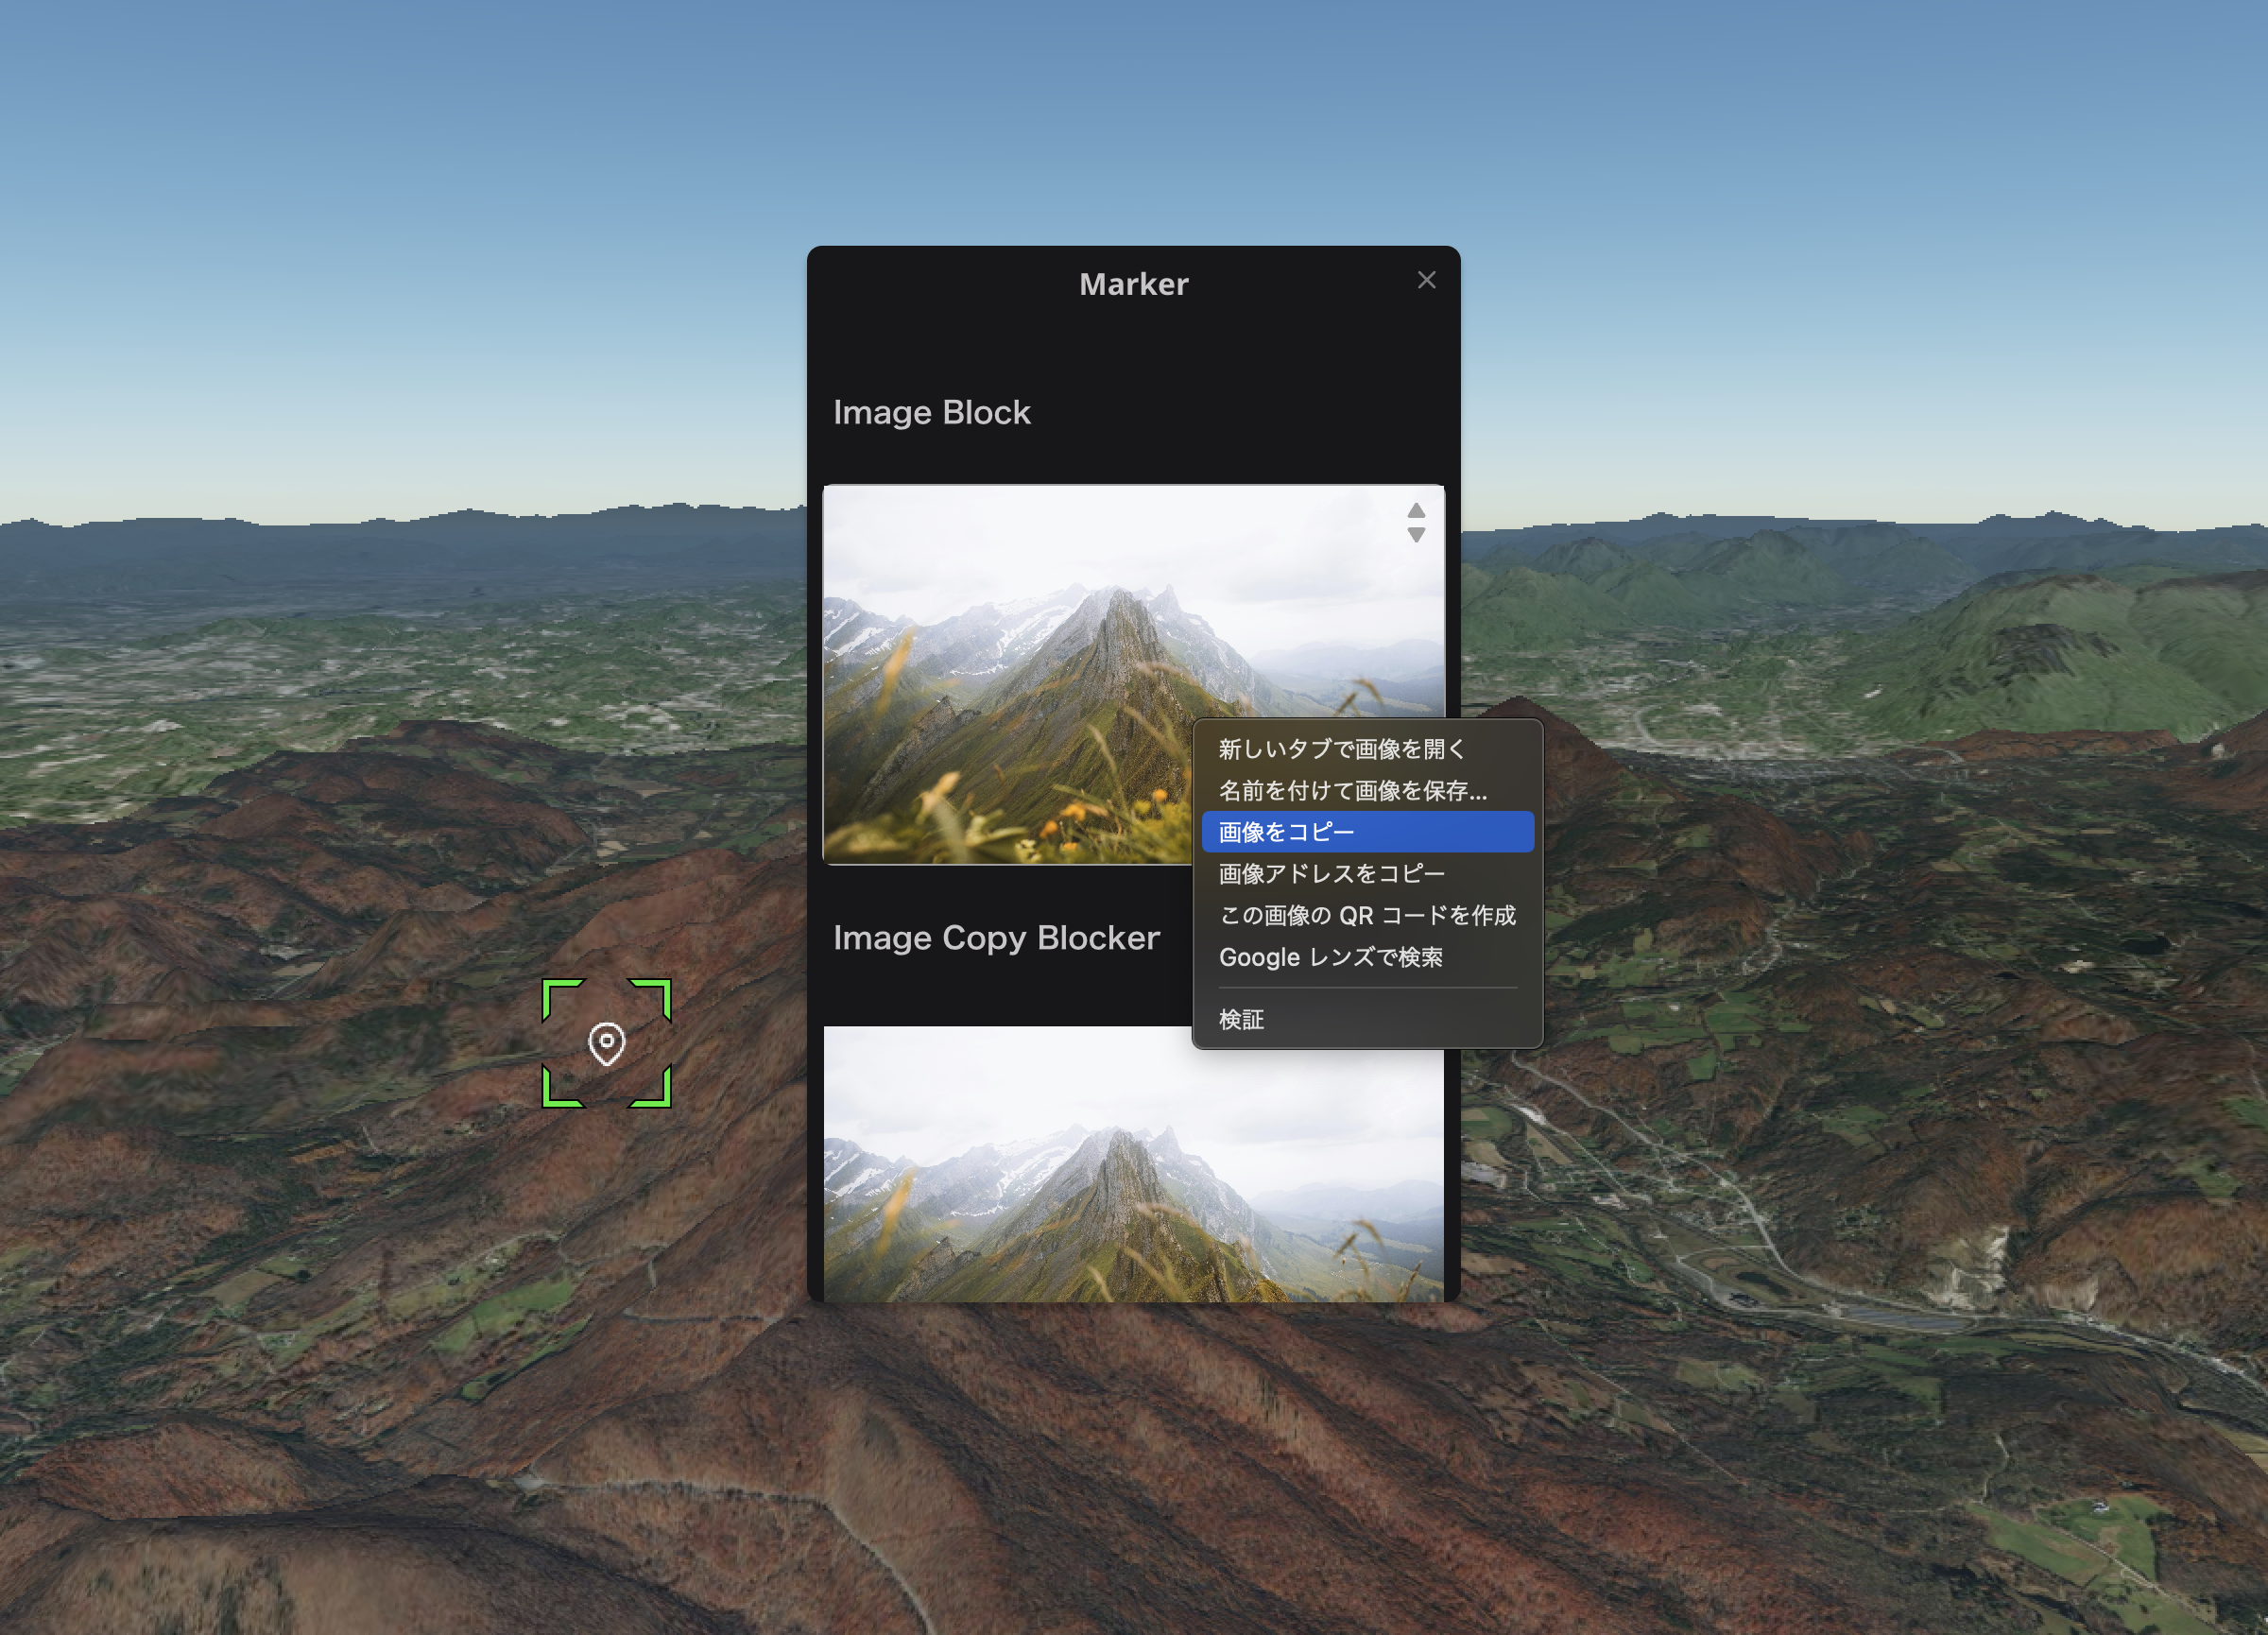 Marker
Image Block
新しいタブで画像を開く
名前を付けて画像を保存...
画像をコピー
画像アドレスをコピー
この画像の QR コードを作成
Google レンズで検索
検証
Image Copy Blocker